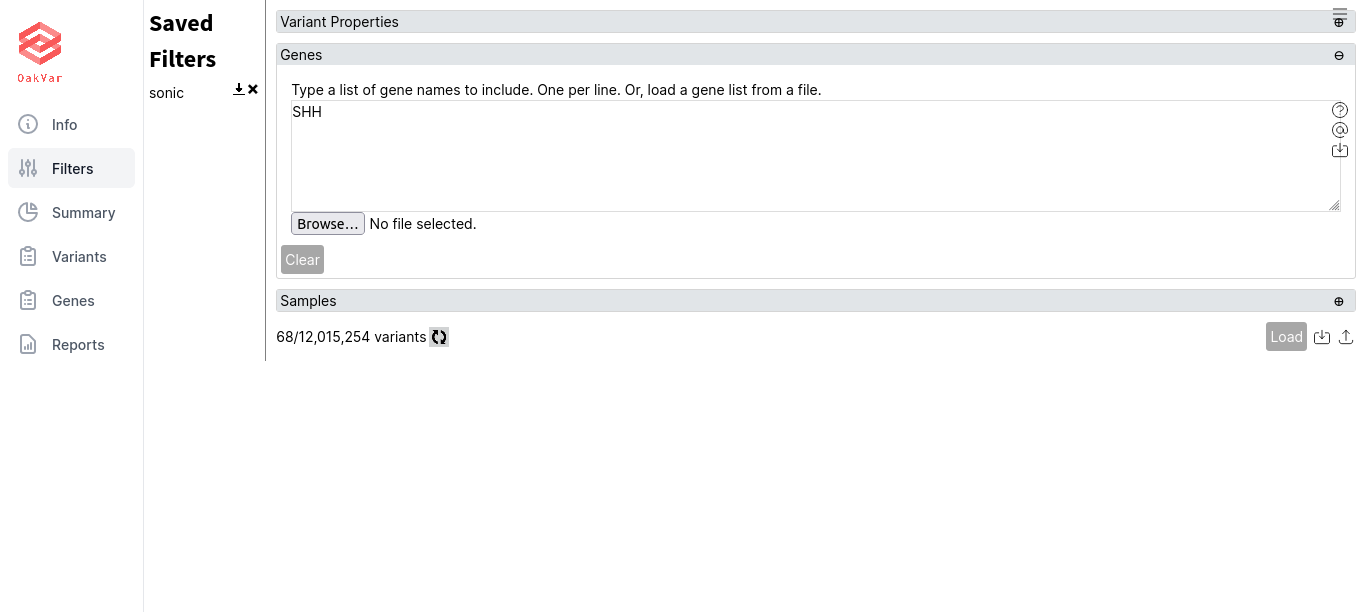 OakVar
Info
Filters
Summary
Variants
Genes
Reports
Saved
Filters
sonic
Variant Properties
Genes
Type a list of gene names to include. One per line. Or, load a gene list from a file.
SHH
Browse... No file selected.
Clear
Samples
68/12,015,254 variants
Load